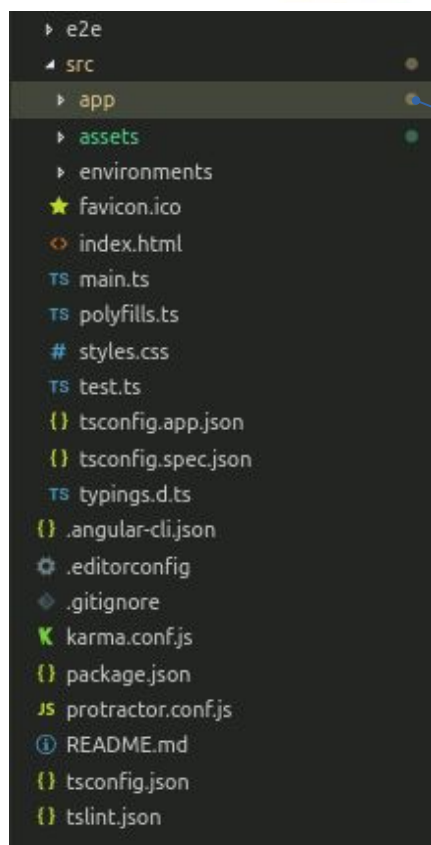 e2e
src
app
assets
environments
favicon.ico
<> index.html
TS main.ts
TS polyfills.ts
# styles.css
TS test.ts
{} tsconfig.app.json
{} tsconfig.spec.json
TS typings.d.ts
{} .angular-cli.json
.editorconfig
.gitignore
K karma.conf.js
{} package.json
JS protractor.conf.js
README.md
{} tsconfig.json
{} tslint.json